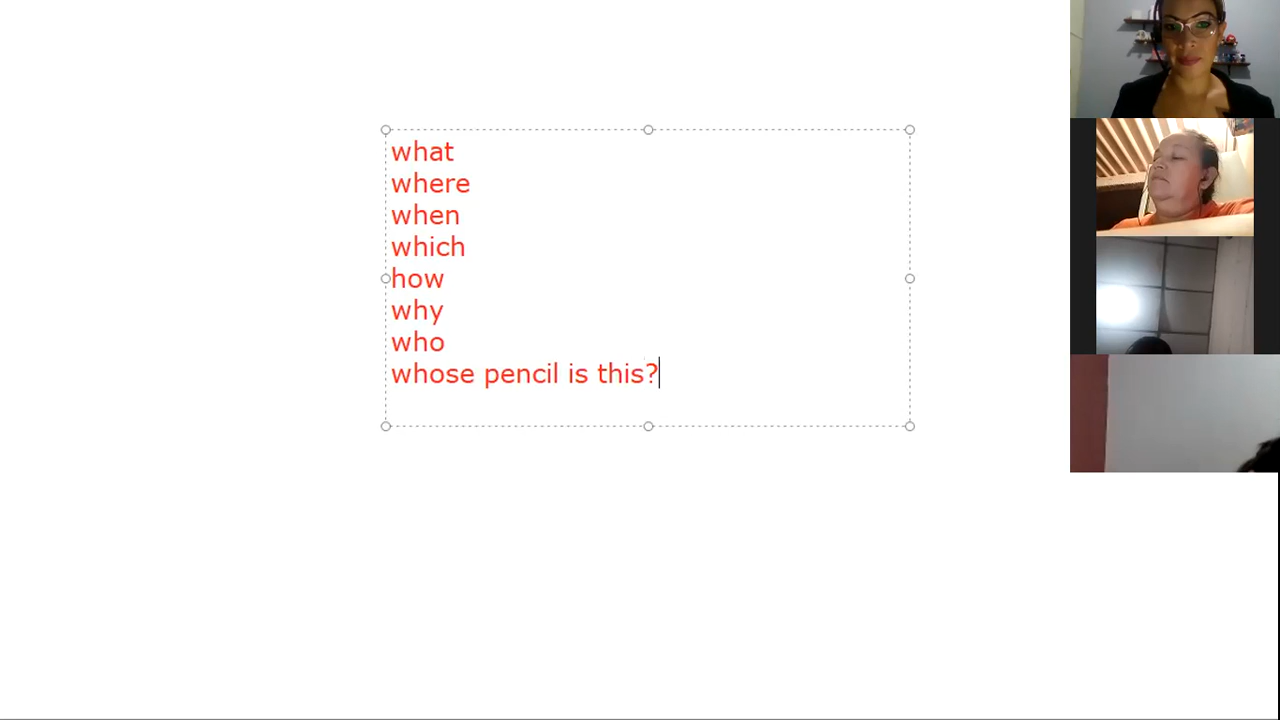 what
where
when
which
how
why
who
whose pencil is this?